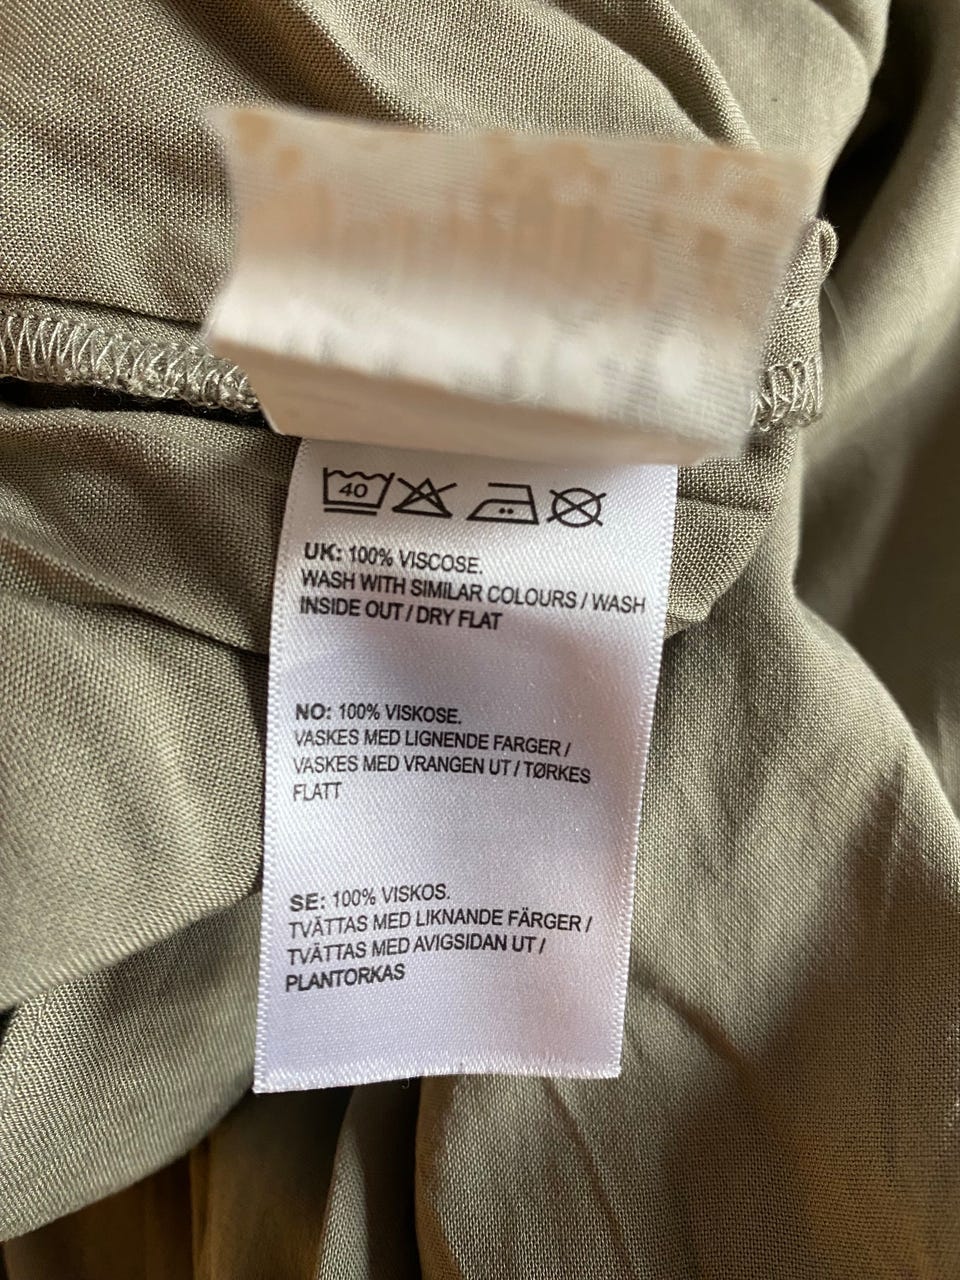 40
UK: 100% VISCOSE.
WASH WITH SIMILAR COLOURS / WASH
INSIDE OUT / DRY FLAT
NO: 100% VISKOSE.
VASKES MED LIGNENDE FARGER /
VASKES MED VRANGEN UT / TØRKES
FLATT
SE: 100% VISKOS.
TVÄTTAS MED LIKNANDE FÄRGER /
TVÄTTAS MED AVIGSIDAN UT /
PLANTORKAS